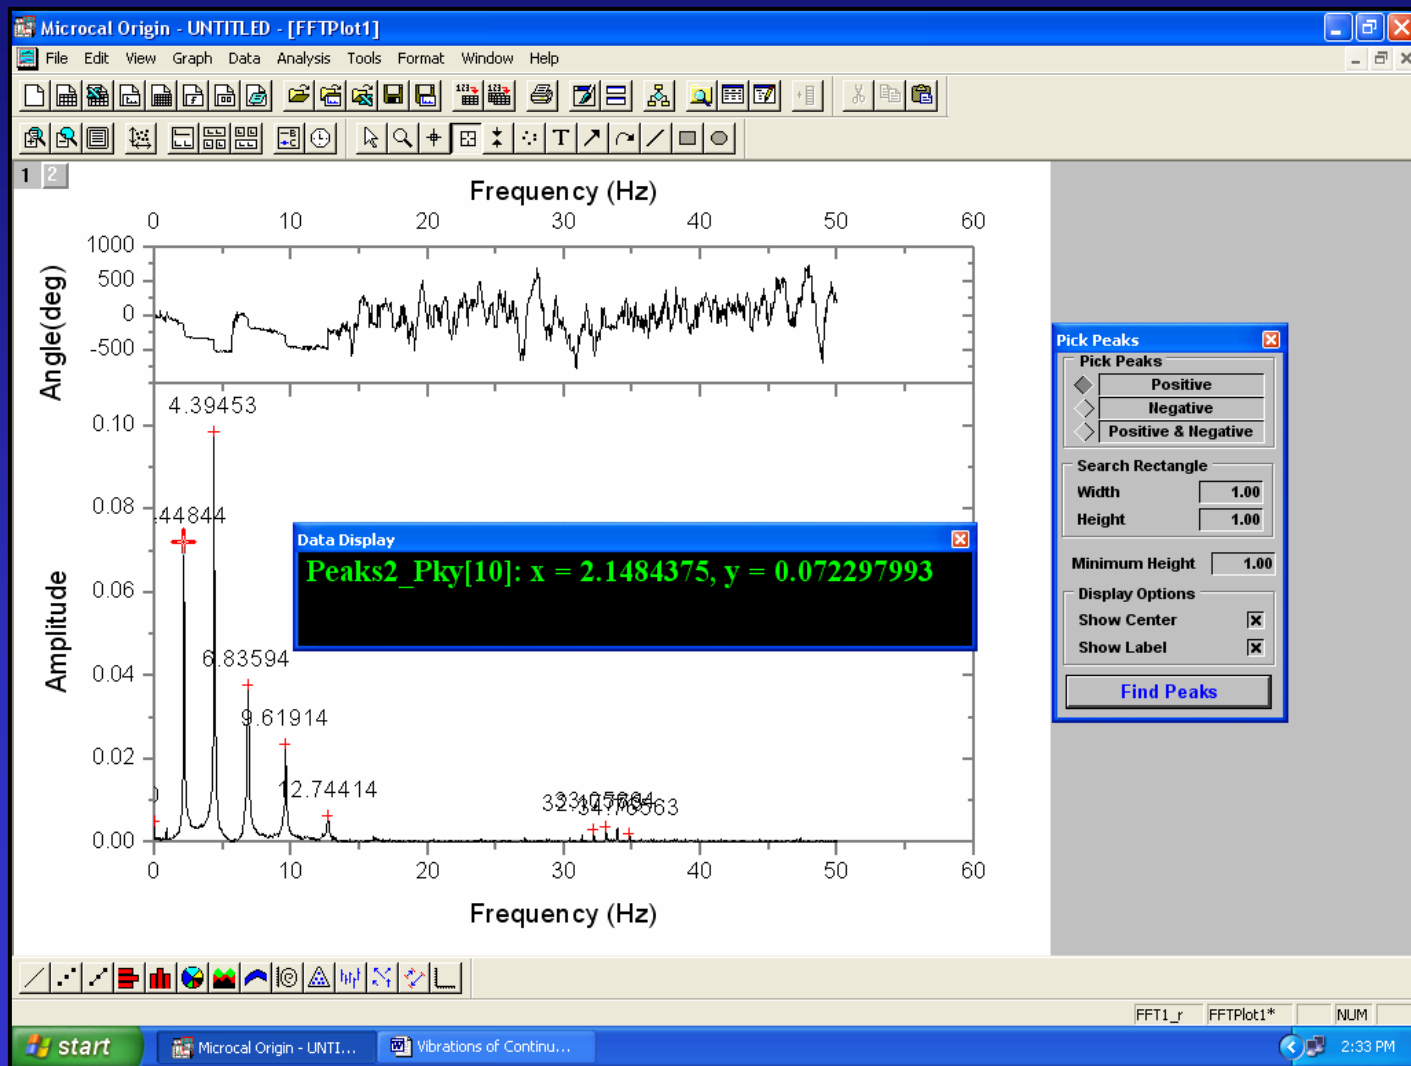 Microcal Origin - UNTITLED - [FFTPlot1]
File Edit View Graph Data Analysis Tools Format Window Help
1 2
Frequency (Hz)
0 10 20 30 40 50 60
1000
500
0
-500
Angle(deg)
4.39453
0.10
0.08
.44844
Data Display
Peaks2_Pky[10]: x = 2.1484375, y = 0.072297993
0.06
Amplitude
6.83594
0.04
9.61914
0.02
12.74414
0.00
0 10 20 30 40 50 60
Frequency (Hz)
Pick Peaks
Pick Peaks
Positive
Negative
Positive & Negative
Search Rectangle
Width 1.00
Height 1.00
Minimum Height 1.00
Display Options
Show Center
Show Label
Find Peaks
FFT1_r FFTPlot1* NUM
start Microcal Origin - UNTI... Vibrations of Continu... 2:33 PM